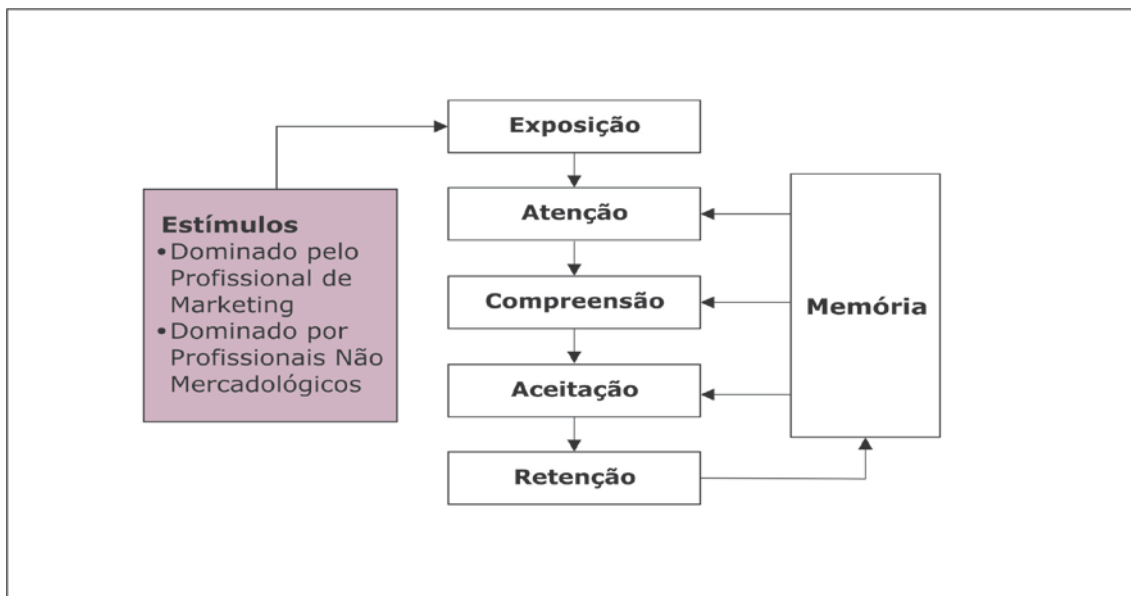 Exposição
Atenção
Compreensão
Aceitação
Retenção
Memória
Estímulos
•Dominado pelo
Profissional de
Marketing
•Dominado por
Profissionais Não
Mercadológicos